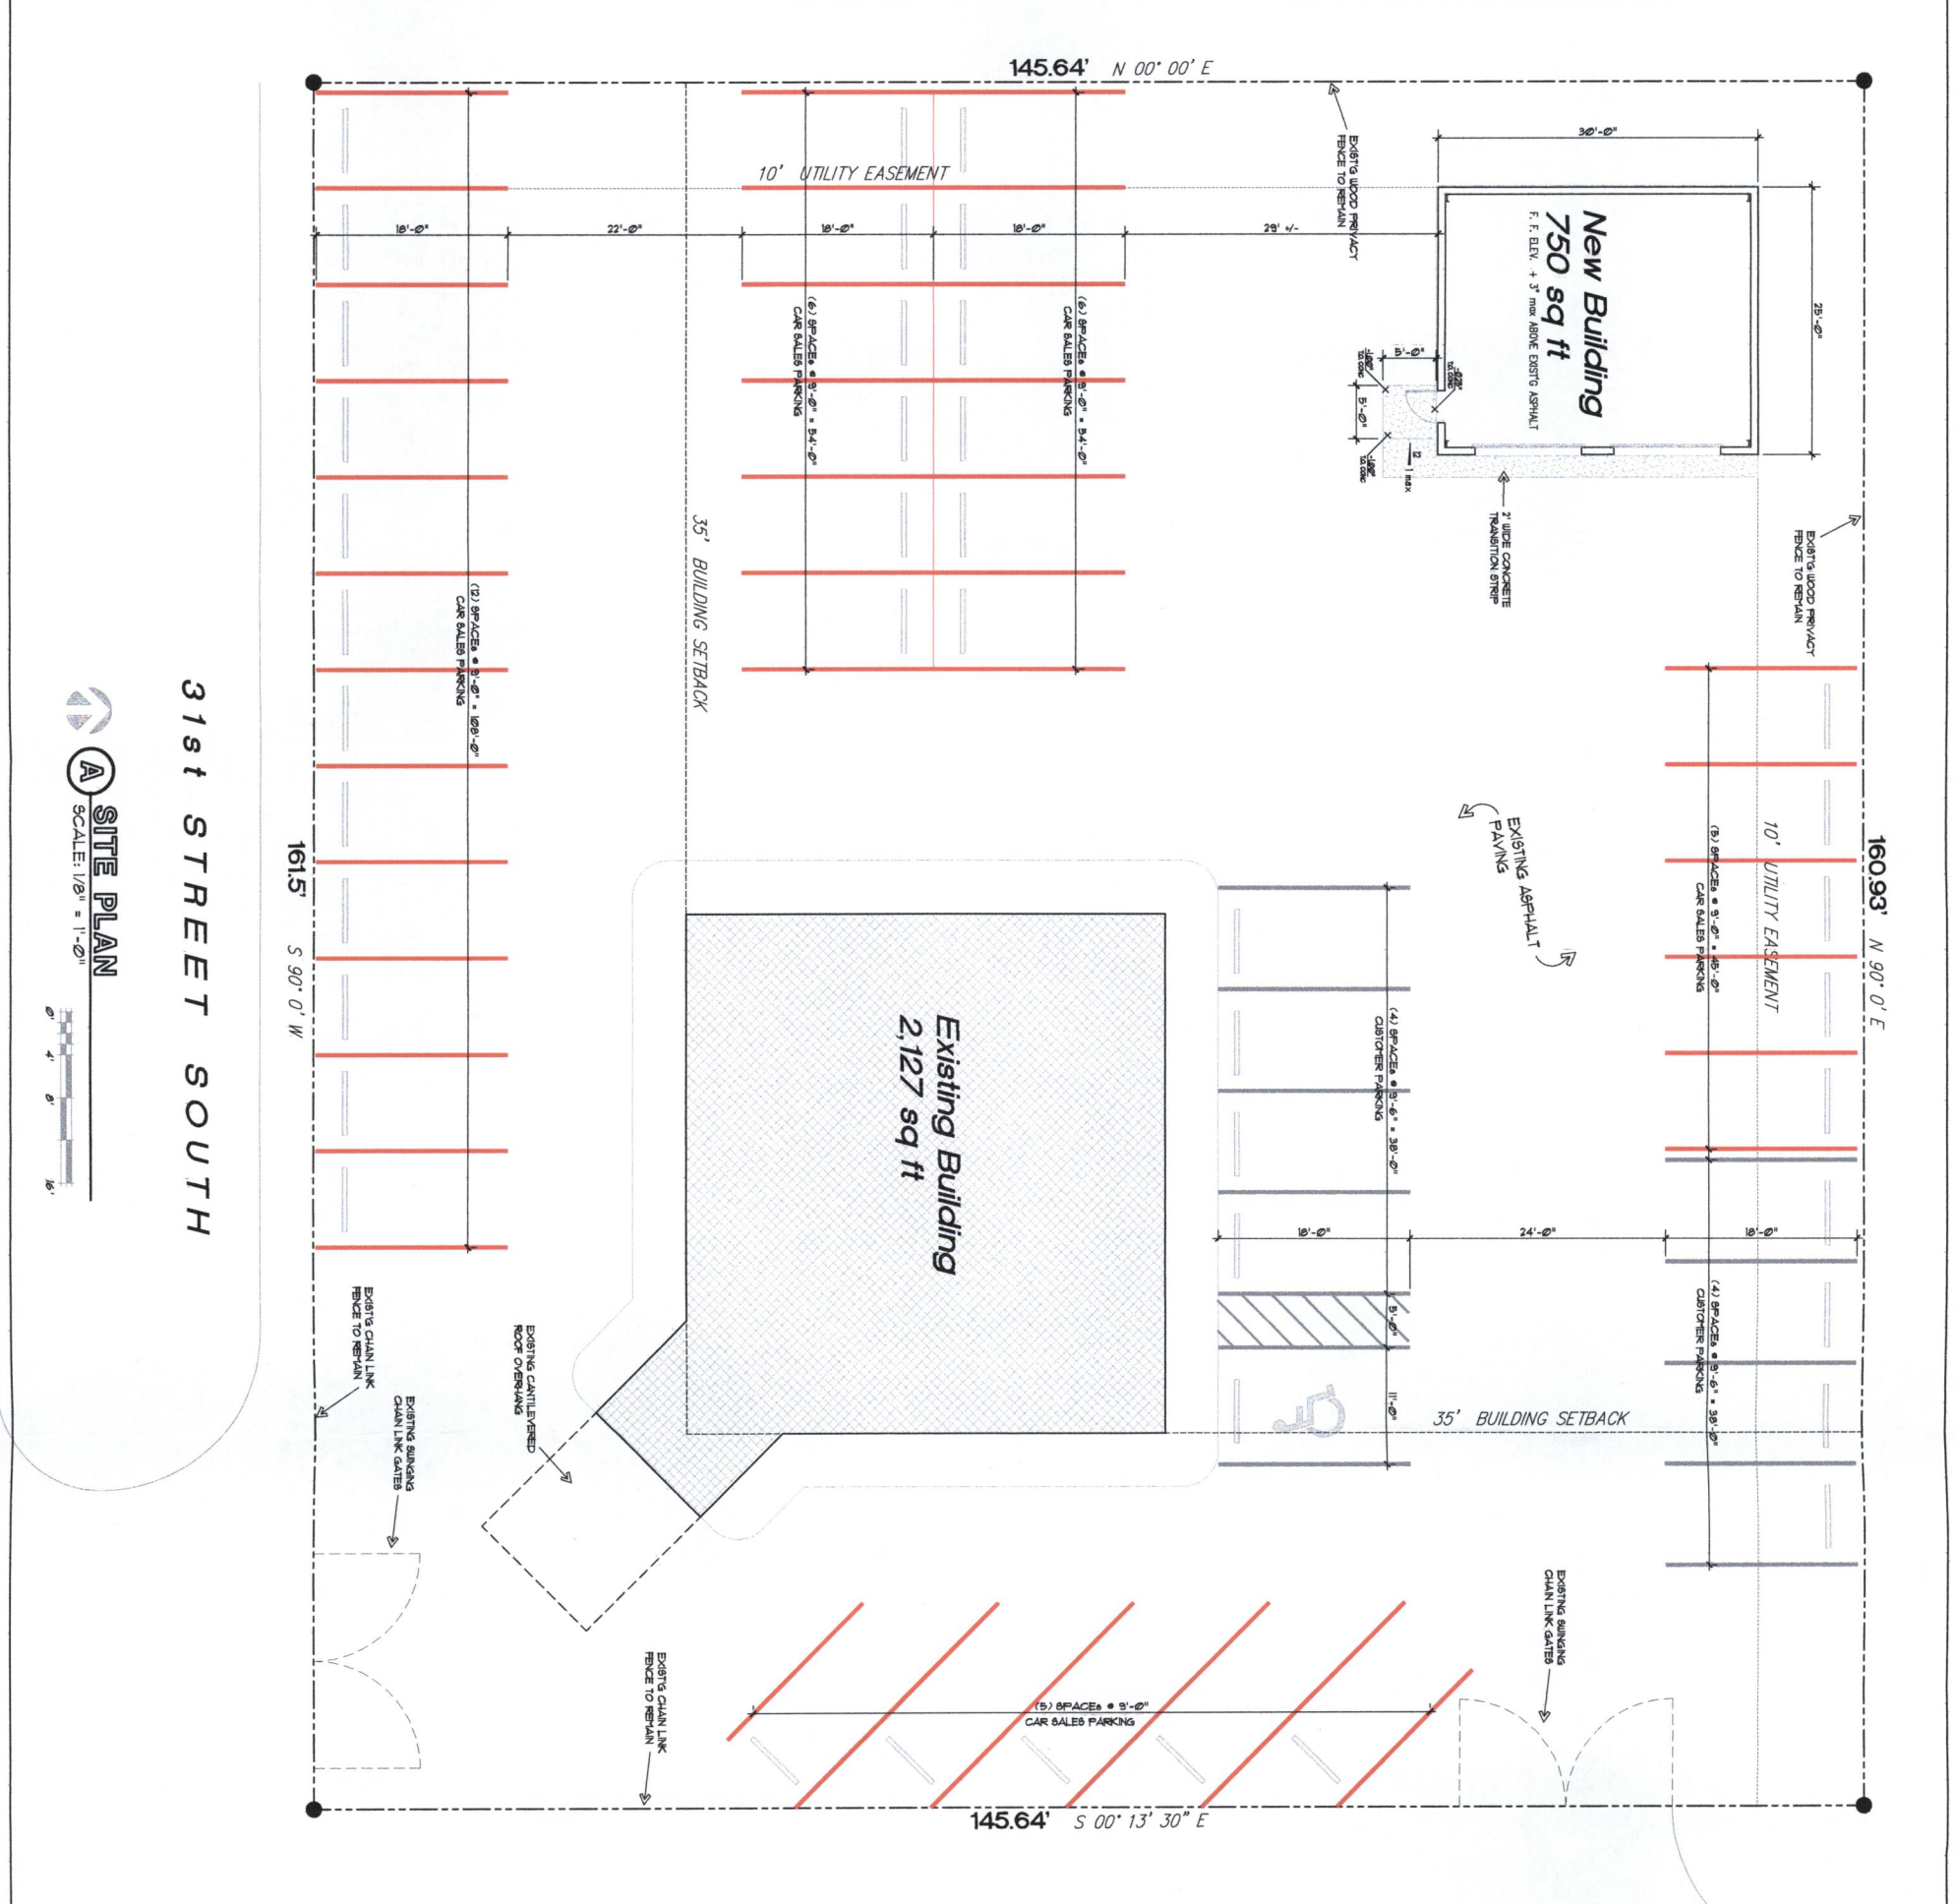 145.64' N 00° 00' E
EXIST'G WOOD PRIVACY
FENCE TO REMAIN
30'-0"
10' UTILITY EASEMENT
18'-0"
22'-0"
18'-0"
18'-0"
29' +/-
New Building
750 sq ft
F. F. ELEV. + 3" max ABOVE EXIST'G ASPHALT
25'-0"
(6) SPACEs @ 9'-0" = 54'-0"
CAR SALES PARKING
(6) SPACEs @ 9'-0" = 54'-0"
CAR SALES PARKING
5'-0"
5'-0"
T.O. CONC
T.O. CONC
T.O. CONC
12
1 max
2' WIDE CONCRETE
TRANSITION STRIP
EXIST'G WOOD PRIVACY
FENCE TO REMAIN
35' BUILDING SETBACK
(12) SPACEs @ 9'-0" = 108'-0"
CAR SALES PARKING
EXISTING ASPHALT
PAVING
(5) SPACEs @ 9'-0" = 45'-0"
CAR SALES PARKING
10' UTILITY EASEMENT
160.93' N 90° 0' E
161.5' S 90° 0' W
31st STREET SOUTH
A
SITE PLAN
SCALE: 1/8" = 1'-0"
0'
4'
8'
16'
Existing Building
2,127 sq ft
(4) SPACEs @ 9'-6" = 38'-0"
CUSTOMER PARKING
18'-0"
24'-0"
18'-0"
5'-0"
11'-0"
(4) SPACEs @ 9'-6" = 38'-0"
CUSTOMER PARKING
35' BUILDING SETBACK
EXIST'G CHAIN LINK
FENCE TO REMAIN
EXISTING SWINGING
CHAIN LINK GATES
EXISTING CANTILEVERED
ROOF OVERHANG
EXIST'G CHAIN LINK
FENCE TO REMAIN
EXISTING SWINGING
CHAIN LINK GATES
(5) SPACEs @ 9'-0"
CAR SALES PARKING
145.64' S 00° 13' 30" E